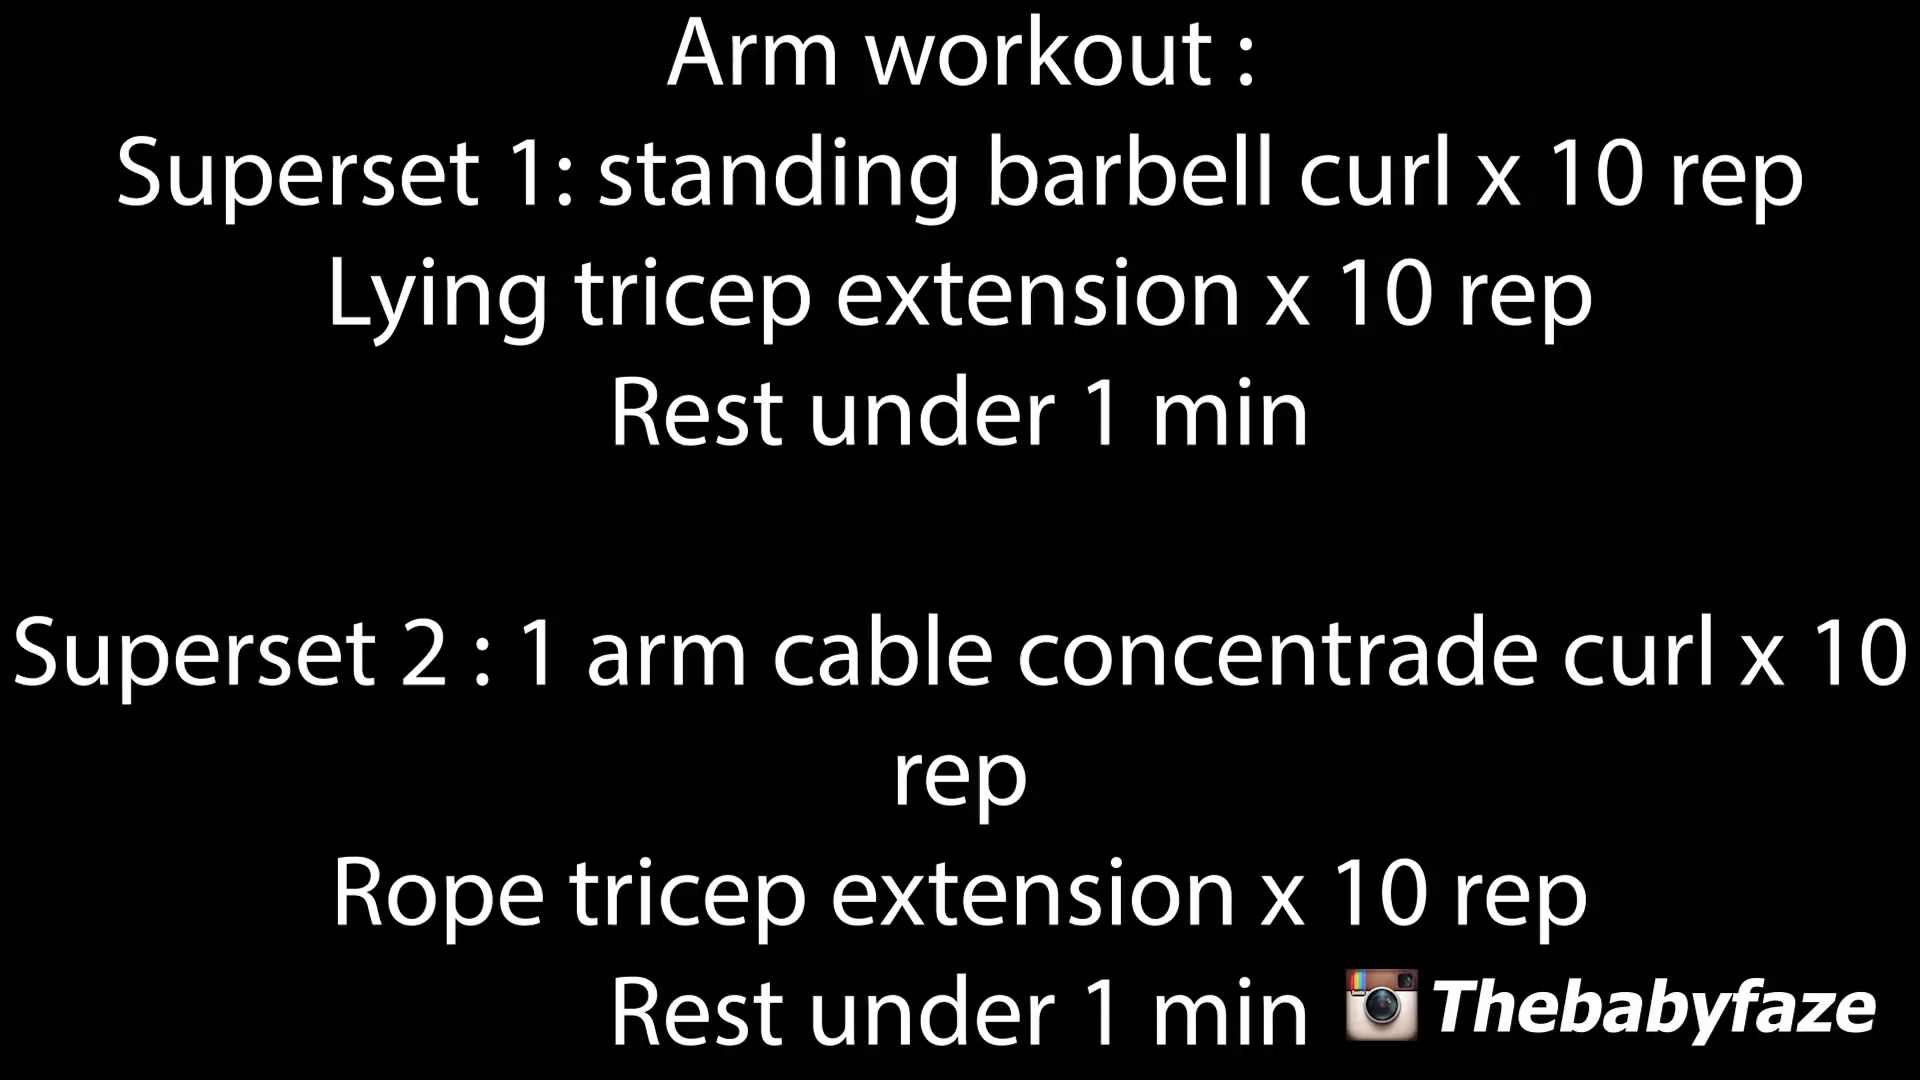 Arm workout :
Superset 1: standing barbell curl x 10 rep
Lying tricep extension x 10 rep
Rest under 1 min
Superset 2 : 1 arm cable concentrade curl x 10
rep
Rope tricep extension x 10 rep
Rest under 1 min
Thebabyfaze